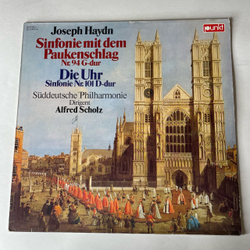 Joseph Haydn
Sinfonie mit dem
Paukenschlag
Nr. 94 G-dur
Die Uhr
Sinfonie Nr. 101 D-dur
Süddeutsche Philharmonie
Dirigent
Alfred Scholz
punkt